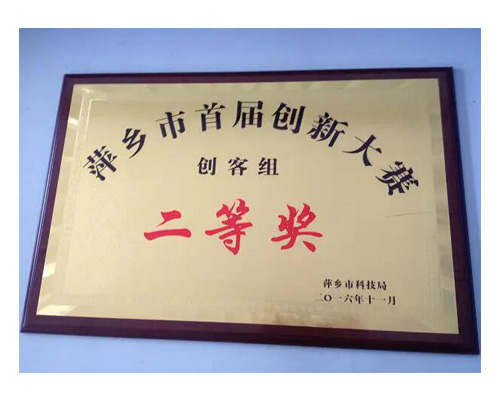 萍乡市首届创新大赛
创客组
二等奖
萍乡市科技局
二〇一六年十一月